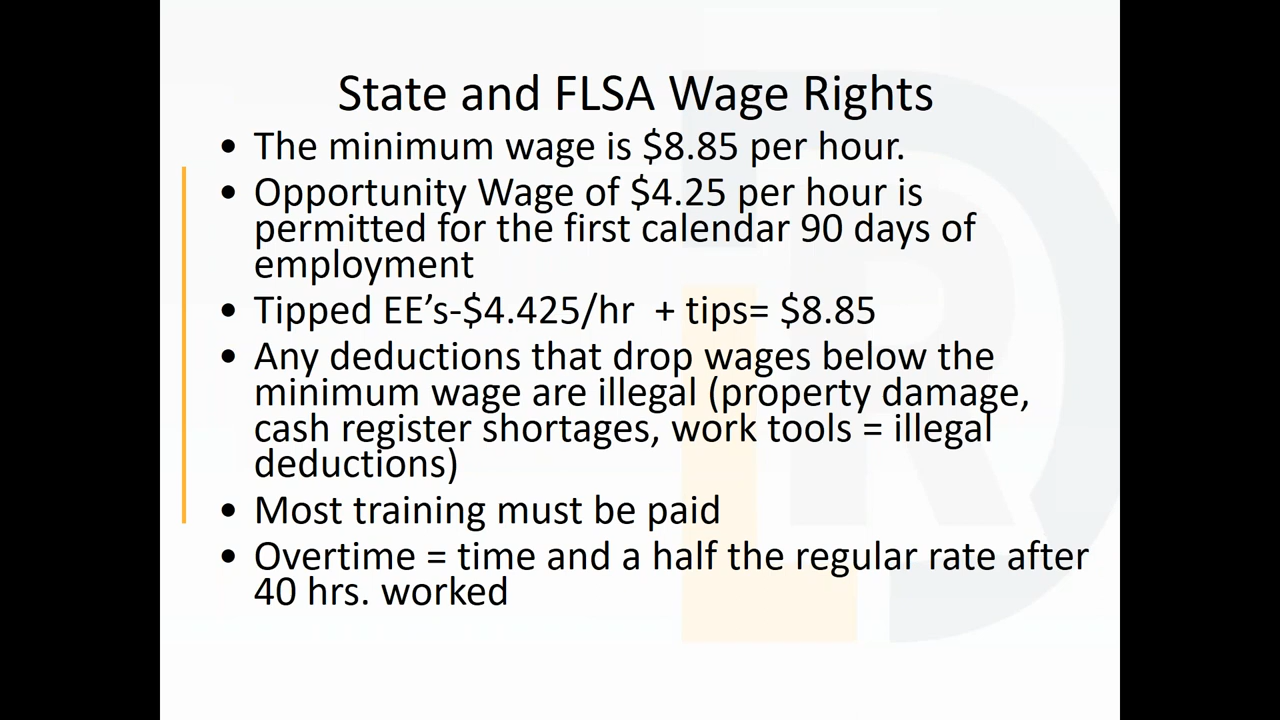 State and FLSA Wage Rights
• The minimum wage is $8.85 per hour.
• Opportunity Wage of $4.25 per hour is
permitted for the first calendar 90 days of
employment
• Tipped EE’s-$4.425/hr + tips= $8.85
• Any deductions that drop wages below the
minimum wage are illegal (property damage,
cash register shortages, work tools = illegal
deductions)
• Most training must be paid
• Overtime = time and a half the regular rate after
40 hrs. worked